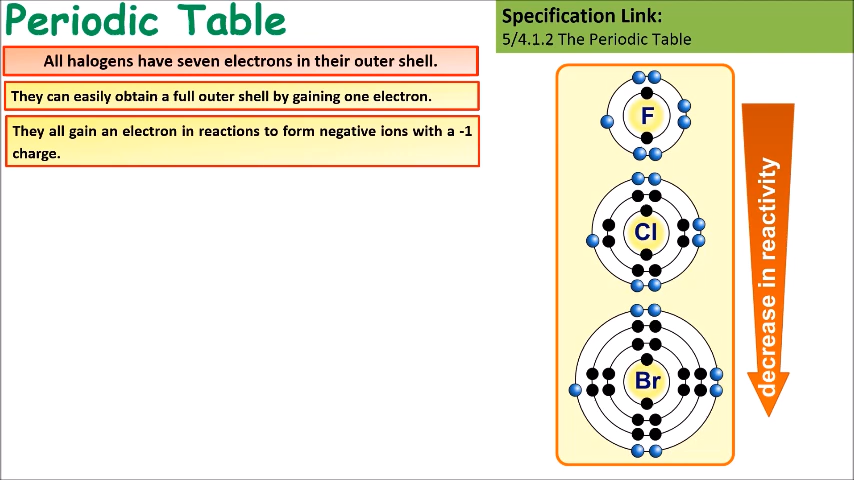 Periodic Table
Specification Link:
5/4.1.2 The Periodic Table
All halogens have seven electrons in their outer shell.
They can easily obtain a full outer shell by gaining one electron.
They all gain an electron in reactions to form negative ions with a -1
charge.
F
Cl
Br
decrease in reactivity